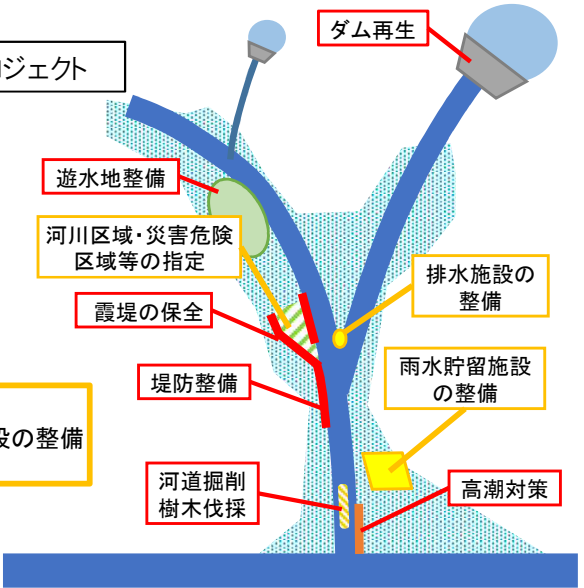 ダム再生
ジェクト
遊水地整備
河川区域・災害危険
区域等の指定
排水施設の
整備
霞堤の保全
雨水貯留施設
の整備
堤防整備
設の整備
河道掘削
樹木伐採
高潮対策